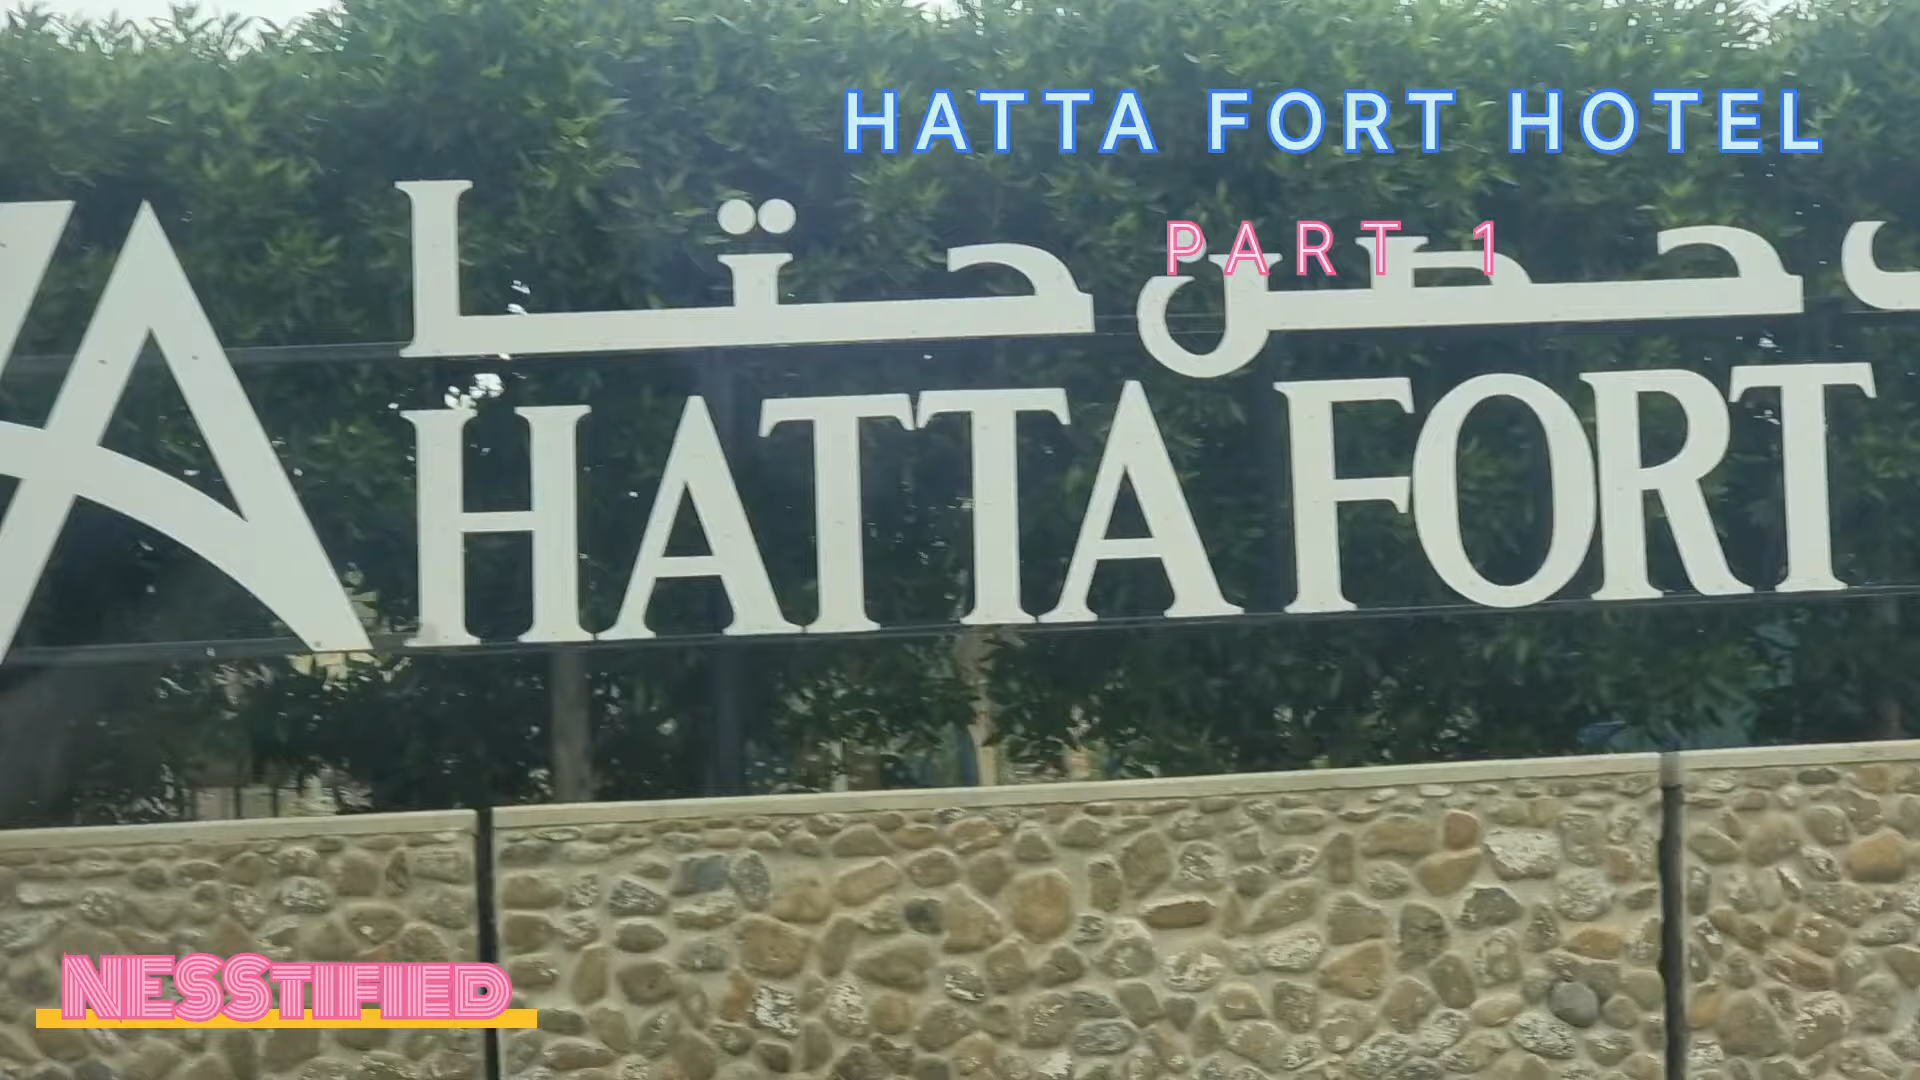 HATTA FORT HOTEL
PART 1
حصن حتا
HATTA FORT
NESSTIFIED